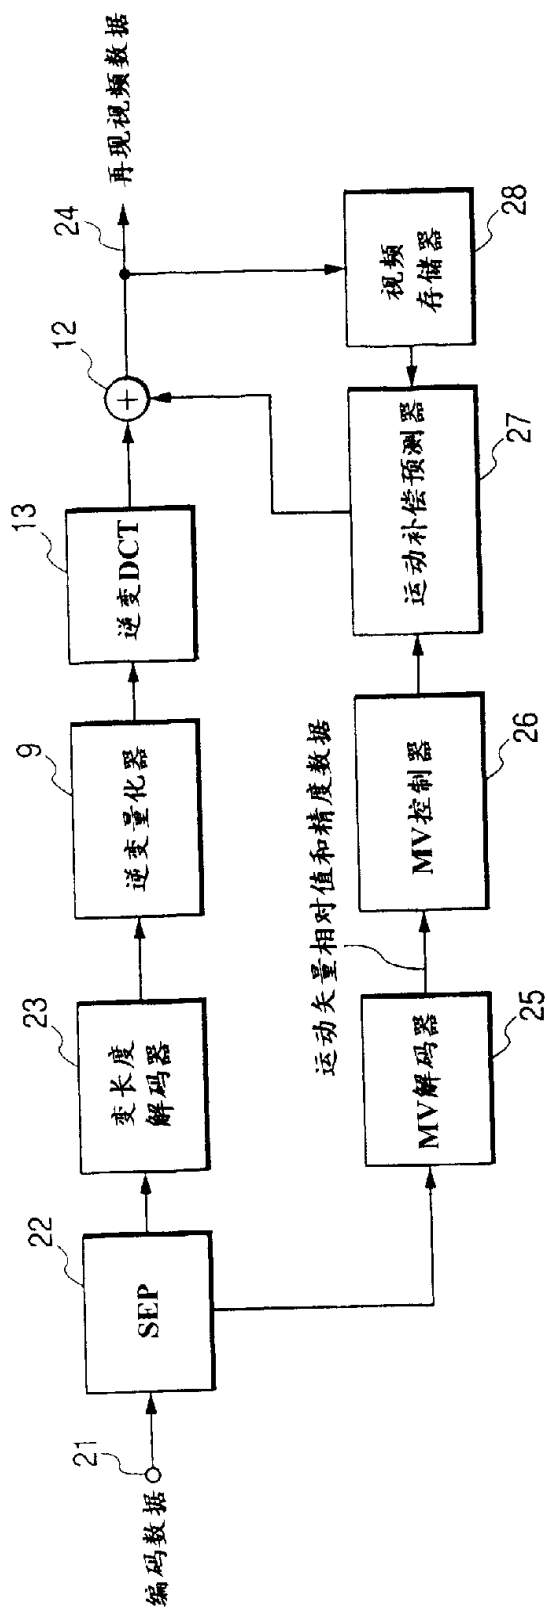 编码数据
21
22
SEP
23
变长度
解码器
9
逆变量化器
13
逆变DCT
12
24
再现视频数据
25
MV解码器
运动矢量相对值和精度数据
26
MV控制器
27
运动补偿预测器
28
视频
存储器